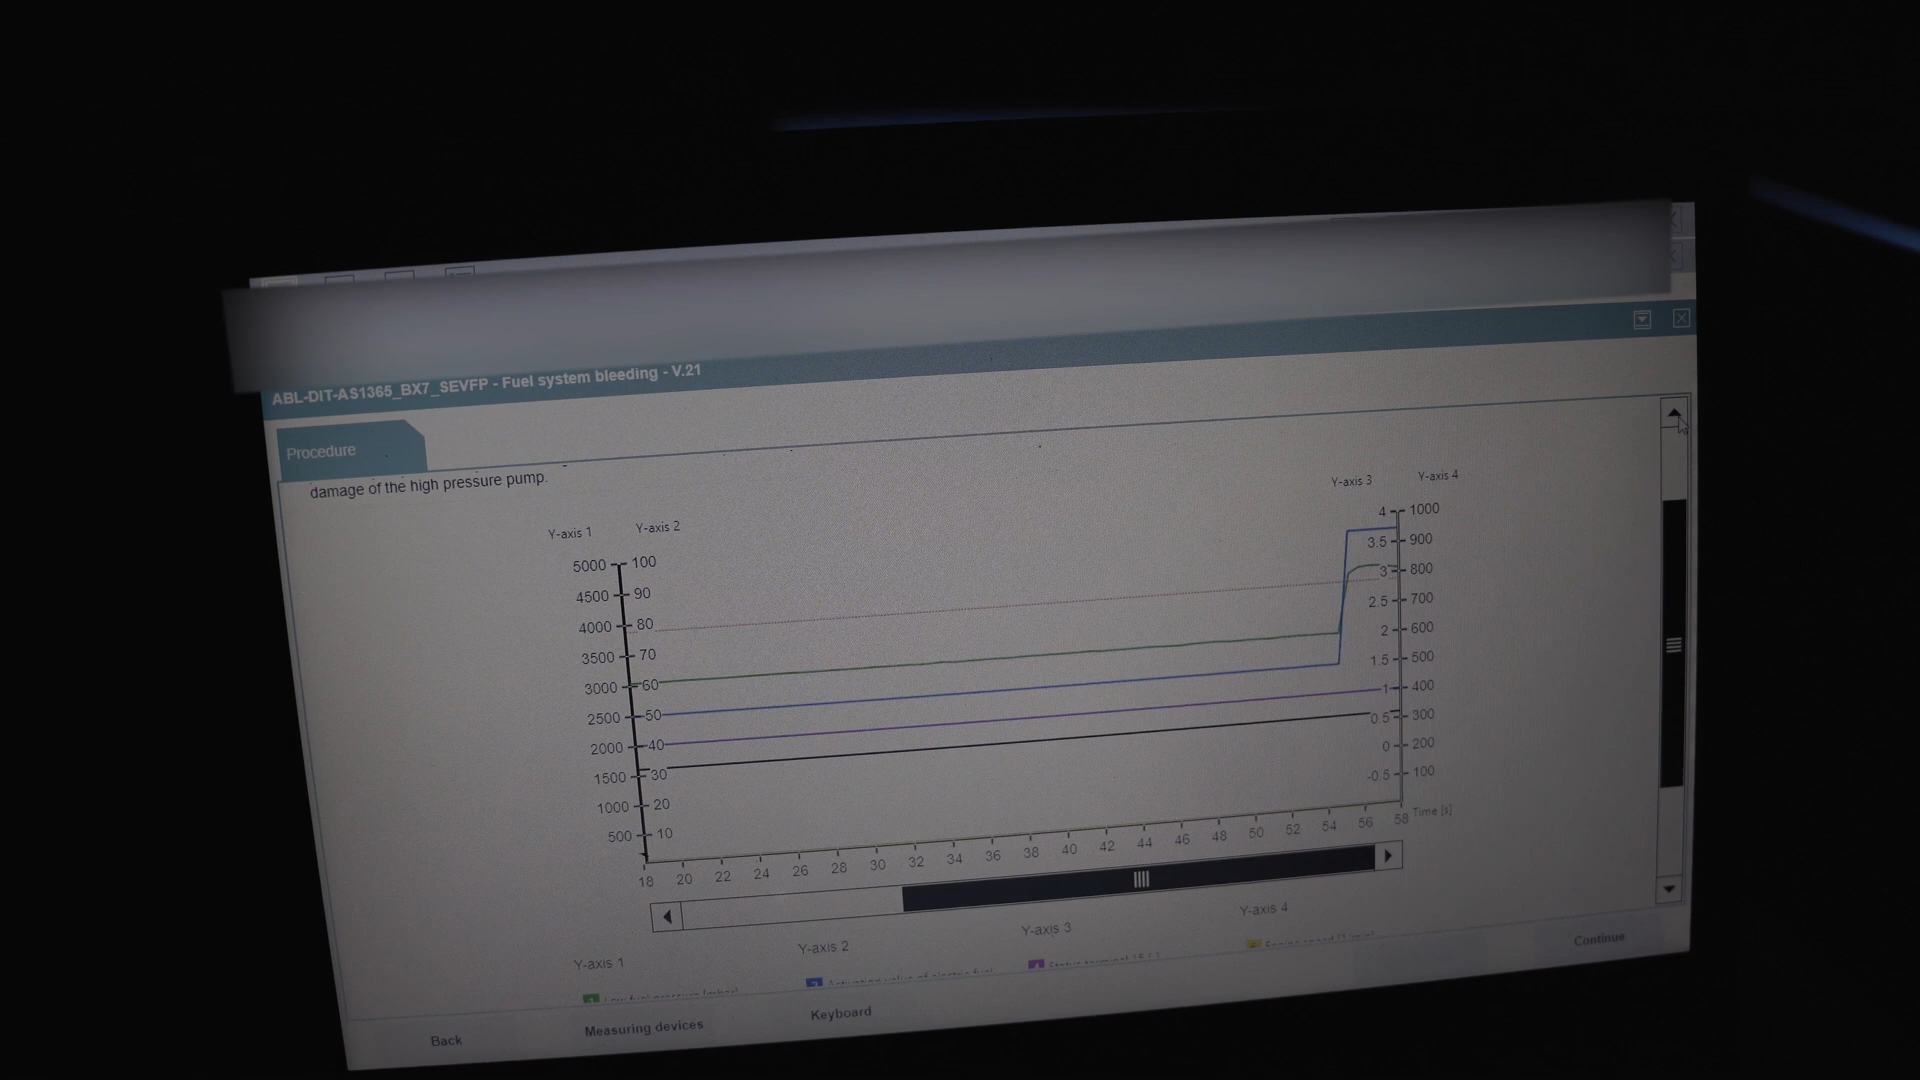 ABL-DIT-AS1365_BX7_SEVFP - Fuel system bleeding - V.21
Procedure
damage of the high pressure pump.
Y-axis 1 Y-axis 2 Y-axis 3 Y-axis 4
5000 100 4 1000
4500 90 3.5 900
4000 80 3 800
3500 70 2.5 700
3000 60 2 600
2500 50 1.5 500
2000 40 1 400
1500 30 0.5 300
1000 20 0 200
500 10 -0.5 100
18 20 22 24 26 28 30 32 34 36 38 40 42 44 46 48 50 52 54 56 58 Time [s]
Y-axis 1 Y-axis 2 Y-axis 3 Y-axis 4
Back Measuring devices Keyboard Continue